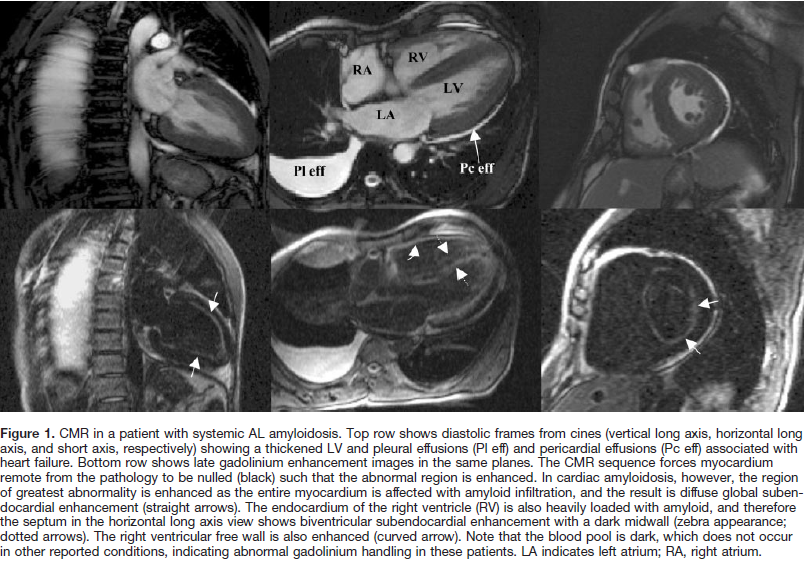 RA
RV
LV
LA
Pl eff
Pc eff
Figure 1. CMR in a patient with systemic AL amyloidosis. Top row shows diastolic frames from cines (vertical long axis, horizontal long
axis, and short axis, respectively) showing a thickened LV and pleural effusions (Pl eff) and pericardial effusions (Pc eff) associated with
heart failure. Bottom row shows late gadolinium enhancement images in the same planes. The CMR sequence forces myocardium
remote from the pathology to be nulled (black) such that the abnormal region is enhanced. In cardiac amyloidosis, however, the region
of greatest abnormality is enhanced as the entire myocardium is affected with amyloid infiltration, and the result is diffuse global suben-
docardial enhancement (straight arrows). The endocardium of the right ventricle (RV) is also heavily loaded with amyloid, and therefore
the septum in the horizontal long axis view shows biventricular subendocardial enhancement with a dark midwall (zebra appearance;
dotted arrows). The right ventricular free wall is also enhanced (curved arrow). Note that the blood pool is dark, which does not occur
in other reported conditions, indicating abnormal gadolinium handling in these patients. LA indicates left atrium; RA, right atrium.